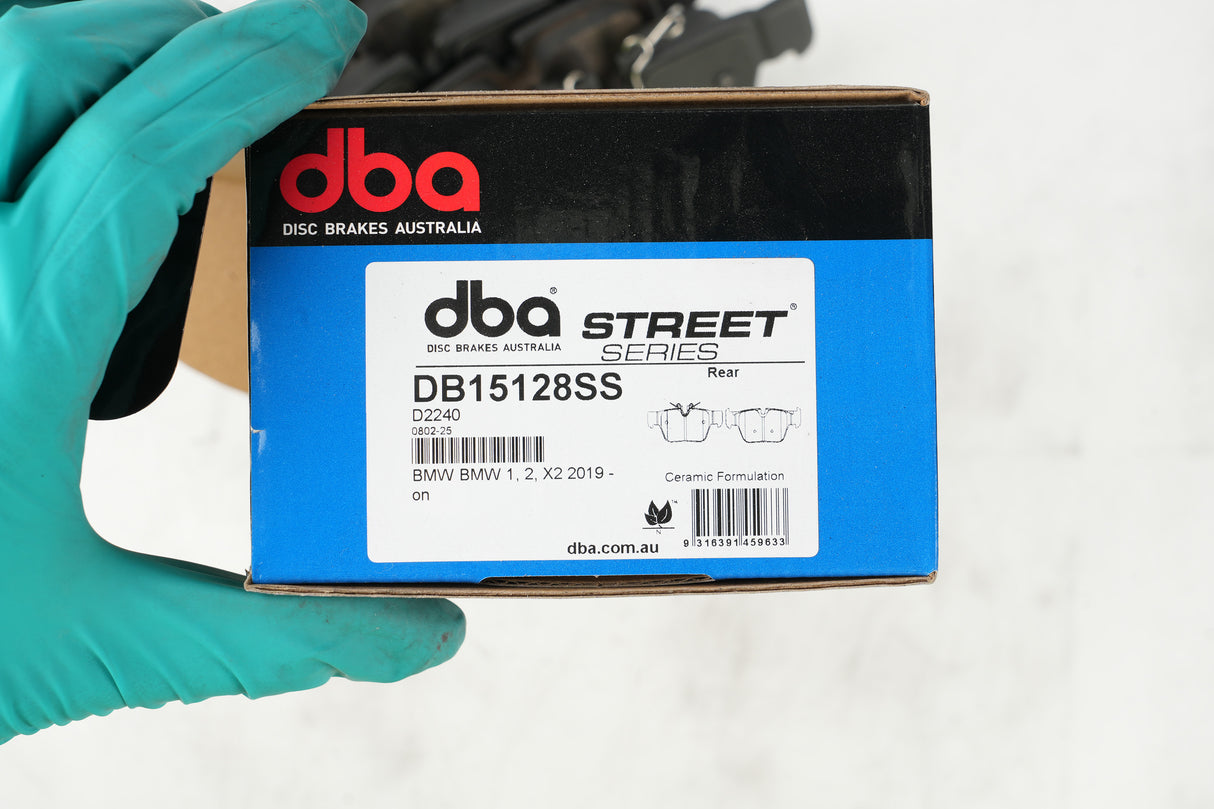 dba
DISC BRAKES AUSTRALIA
dba®
DISC BRAKES AUSTRALIA
STREET®
SERIES
Rear
DB15128SS
D2240
0802-25
BMW BMW 1, 2, X2 2019 -
on
Ceramic Formulation
™
N
9 316391 459633
dba.com.au